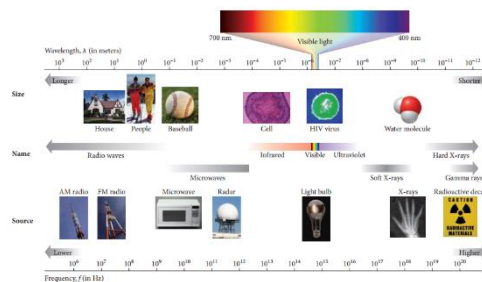 700 nm 400 nm
Visible light
Wavelength, λ (in meters)
10³ 10² 10¹ 10⁰ 10⁻¹ 10⁻² 10⁻³ 10⁻⁴ 10⁻⁵ 10⁻⁶ 10⁻⁷ 10⁻⁸ 10⁻⁹ 10⁻¹⁰ 10⁻¹¹ 10⁻¹²
Longer Shorter
Size
House People Baseball Cell HIV virus Water molecule
Name
Radio waves Infrared Visible Ultraviolet Hard X-rays
Microwaves Soft X-rays Gamma rays
AM radio FM radio Microwave Radar Light bulb X-rays Radioactive
CAUTION
RADIOACTIVE
MATERIALS
Source
Lower Higher
10⁶ 10⁷ 10⁸ 10⁹ 10¹⁰ 10¹¹ 10¹² 10¹³ 10¹⁴ 10¹⁵ 10¹⁶ 10¹⁷ 10¹⁸ 10¹⁹ 10²⁰
Frequency, f (in Hz)